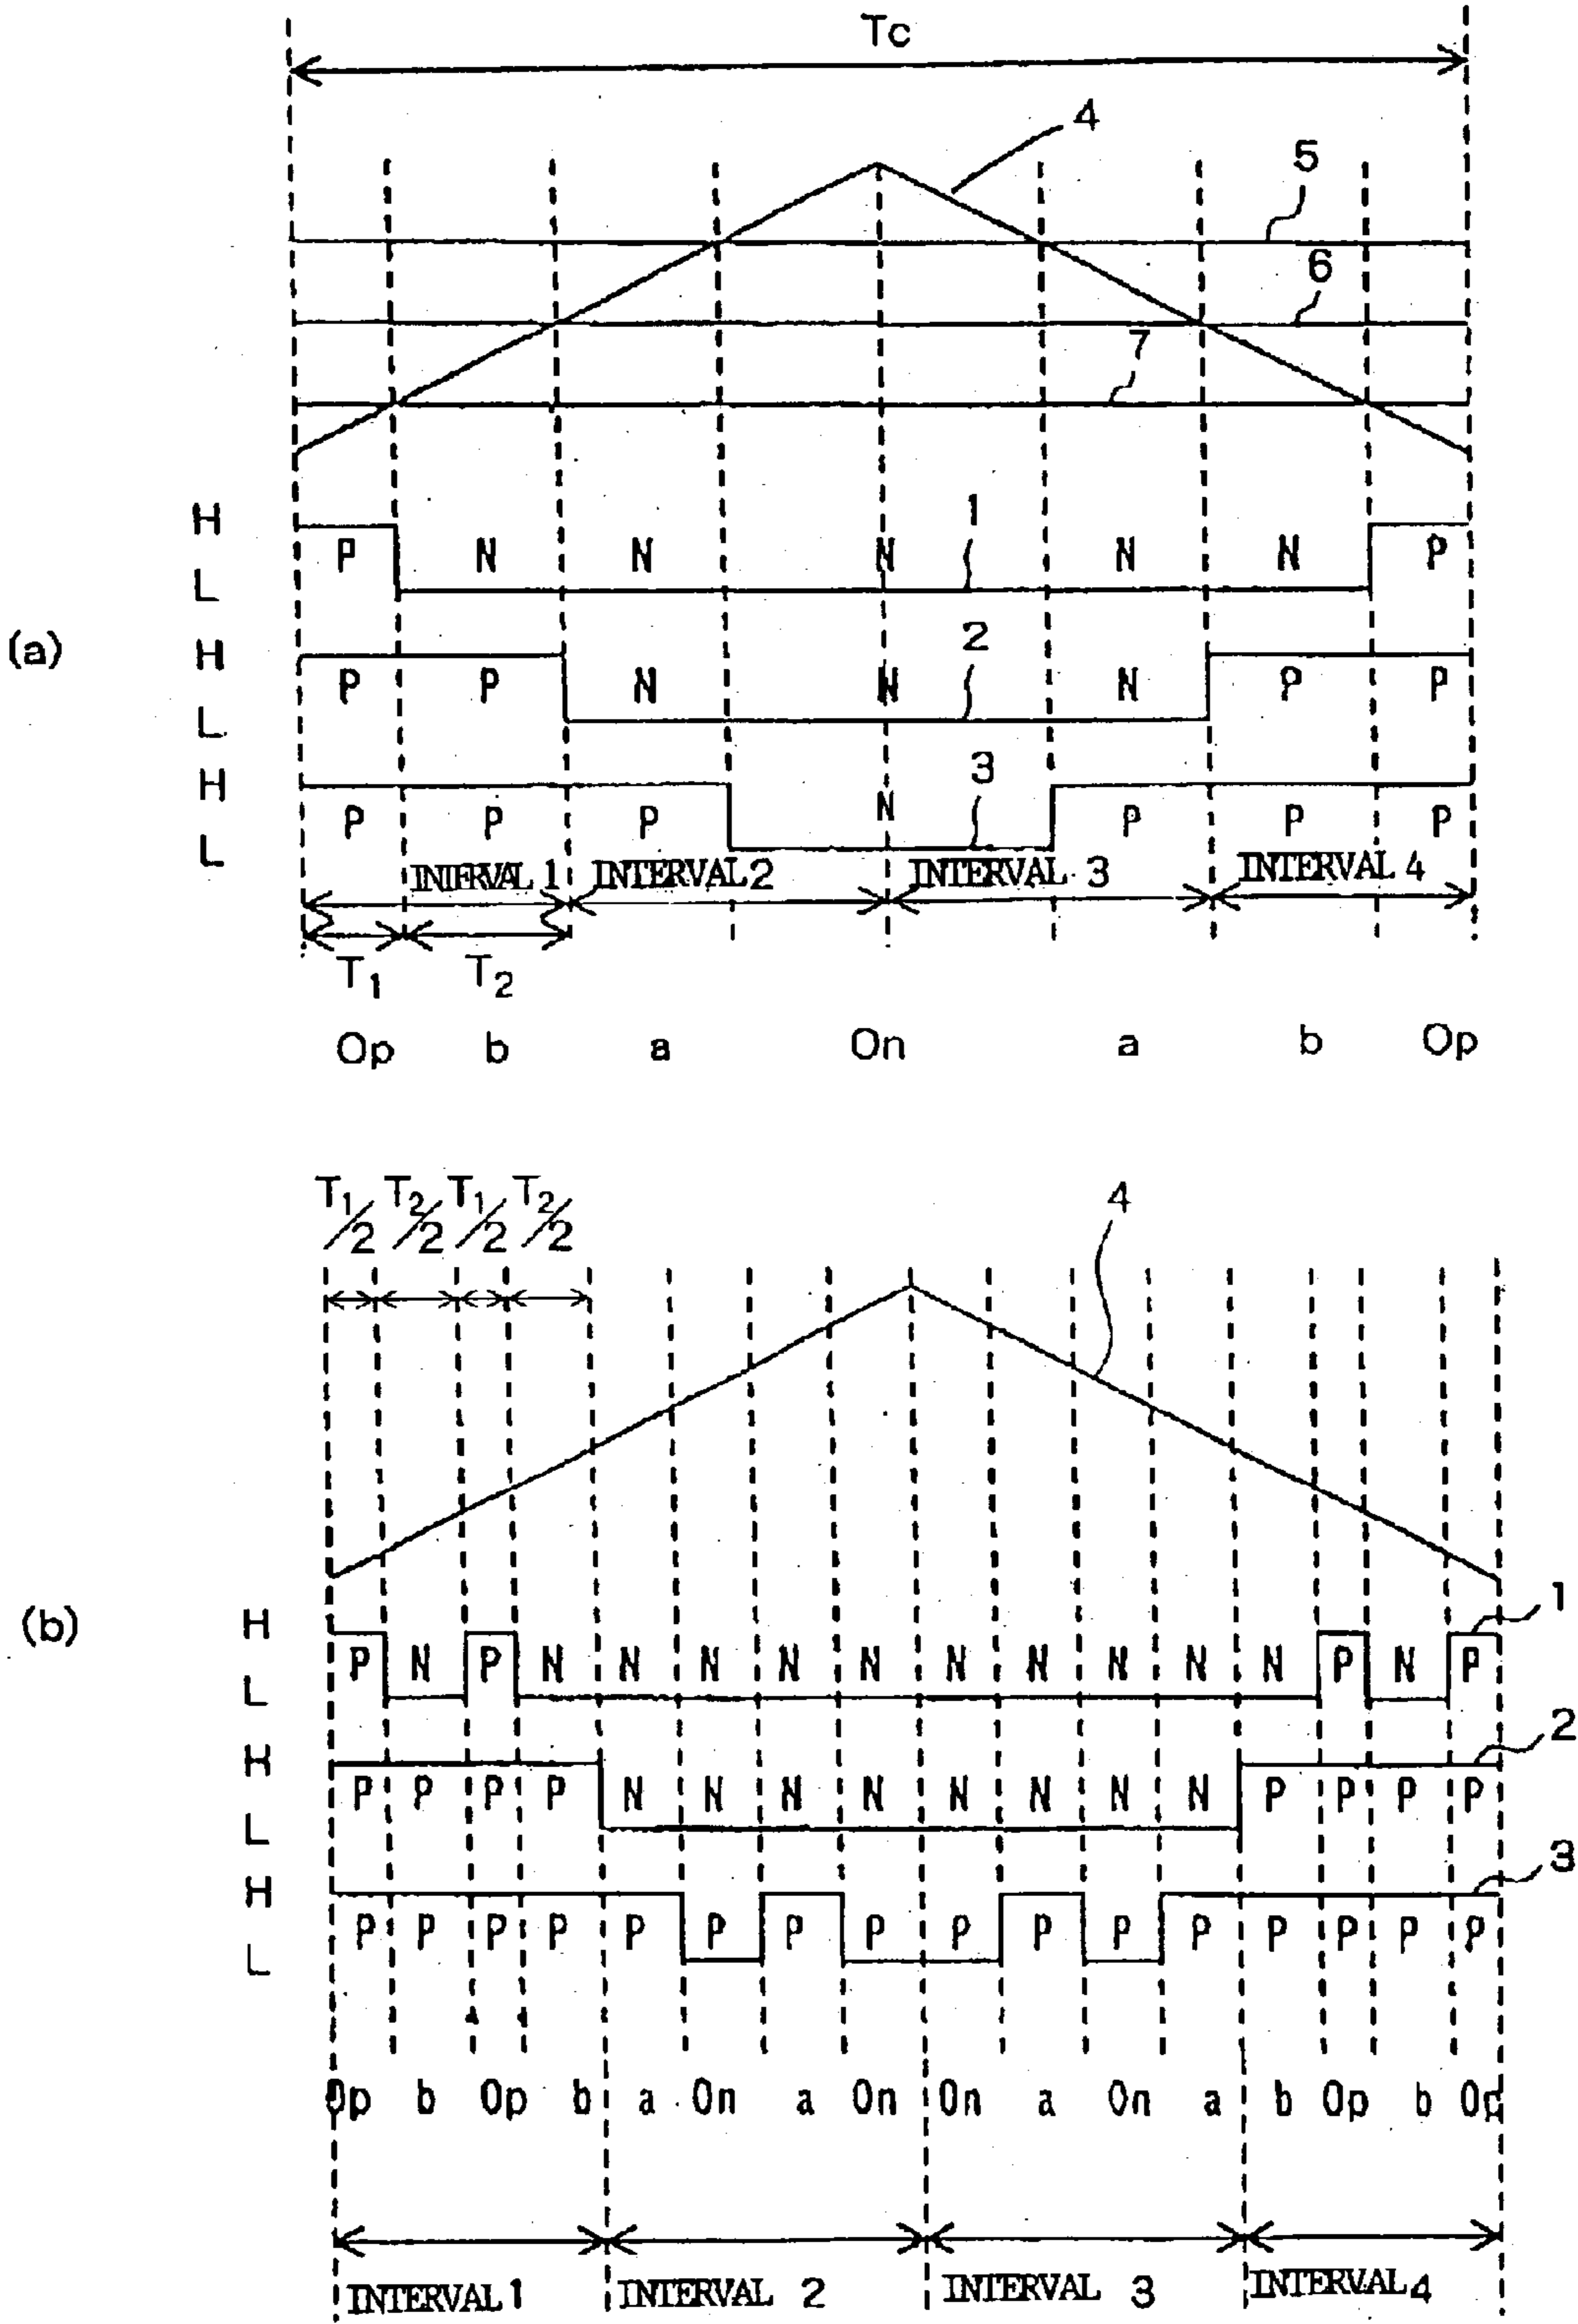 Tc
4
5
6
7
H P N N N 1 N N P
L
(a)
H P P N N 2 N P P
L
H P P P N 3 P P P
L
INTERVAL 1 INTERVAL 2 INTERVAL 3 INTERVAL 4
T1 T2
Op b a On a b Op
T1/2 T2/2 T1/2 T2/2
4
(b)
H P N P N N N N N N N N N N P N P 1
L
H P P P P N N N N N N N N P P P P 2
L
H P P P P P P P P P P P P P P P P 3
L
Op b Op b a On a On On a On a b Op b
INTERVAL 1 INTERVAL 2 INTERVAL 3 INTERVAL 4